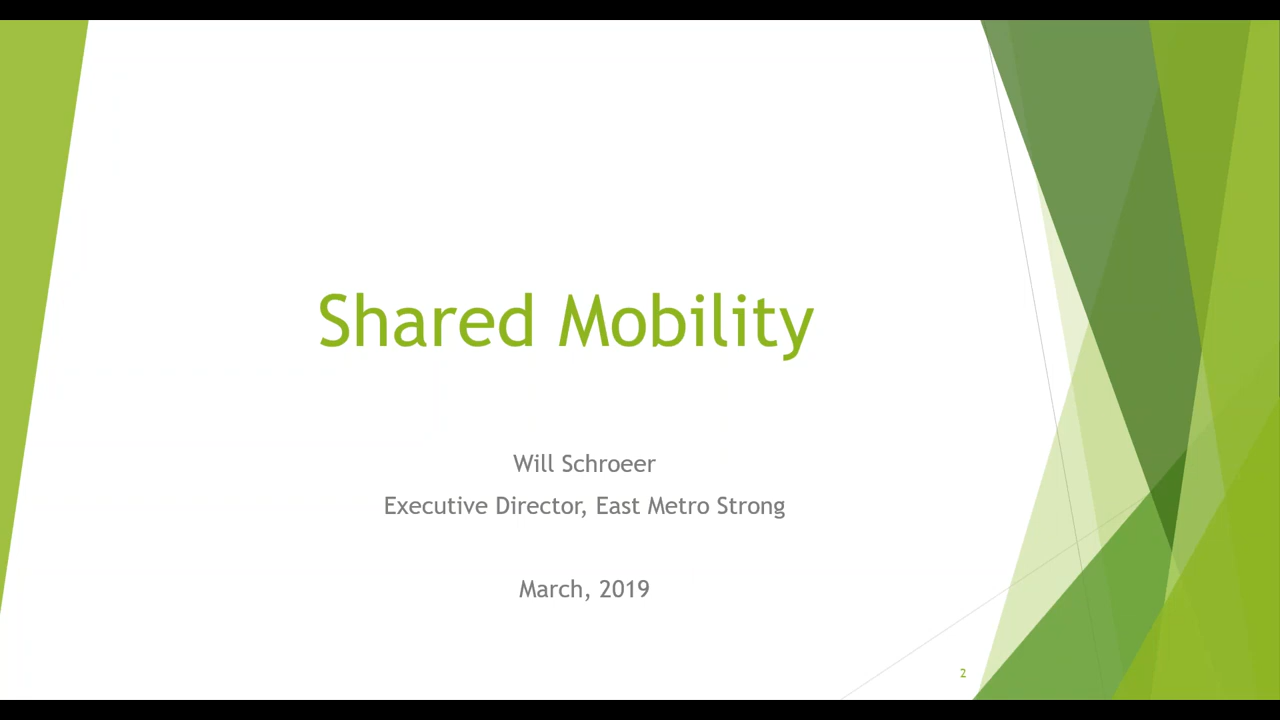 Shared Mobility
Will Schroeer
Executive Director, East Metro Strong
March, 2019
2